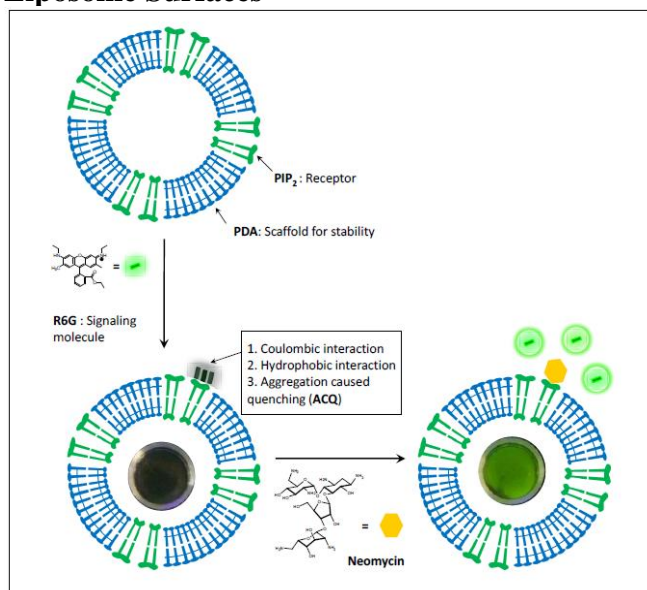 Liposome Surfaces
PIP₂ : Receptor
PDA: Scaffold for stability
=
R6G : Signaling
molecule
1. Coulombic interaction
2. Hydrophobic interaction
3. Aggregation caused
quenching (ACQ)
=
Neomycin